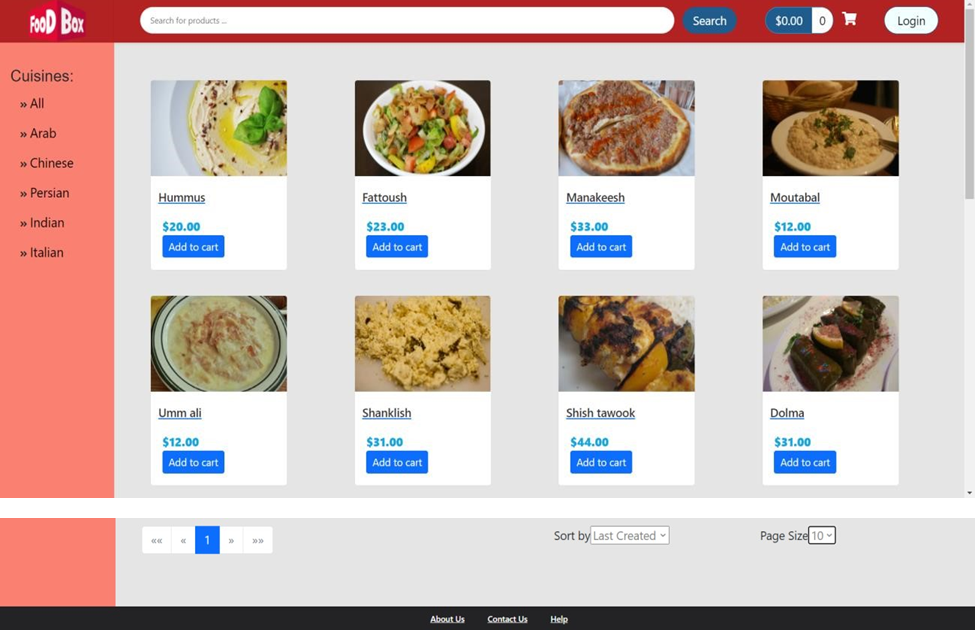 FooD Box
Search for products ...
Search
$0.00 0
Login
Cuisines:
» All
» Arab
» Chinese
» Persian
» Indian
» Italian
Hummus
$20.00
Add to cart
Fattoush
$23.00
Add to cart
Manakeesh
$33.00
Add to cart
Moutabal
$12.00
Add to cart
Umm ali
$12.00
Add to cart
Shanklish
$31.00
Add to cart
Shish tawook
$44.00
Add to cart
Dolma
$31.00
Add to cart
«« « 1 » »»
Sort by Last Created
Page Size 10
About Us Contact Us Help